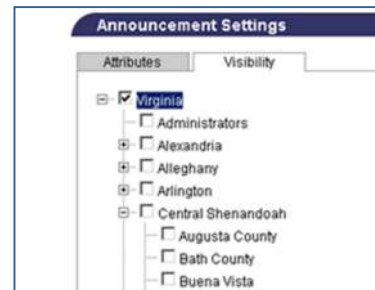 Announcement Settings
Attributes Visibility
Virginia
Administrators
Alexandria
Alleghany
Arlington
Central Shenandoah
Augusta County
Bath County
Buena Vista